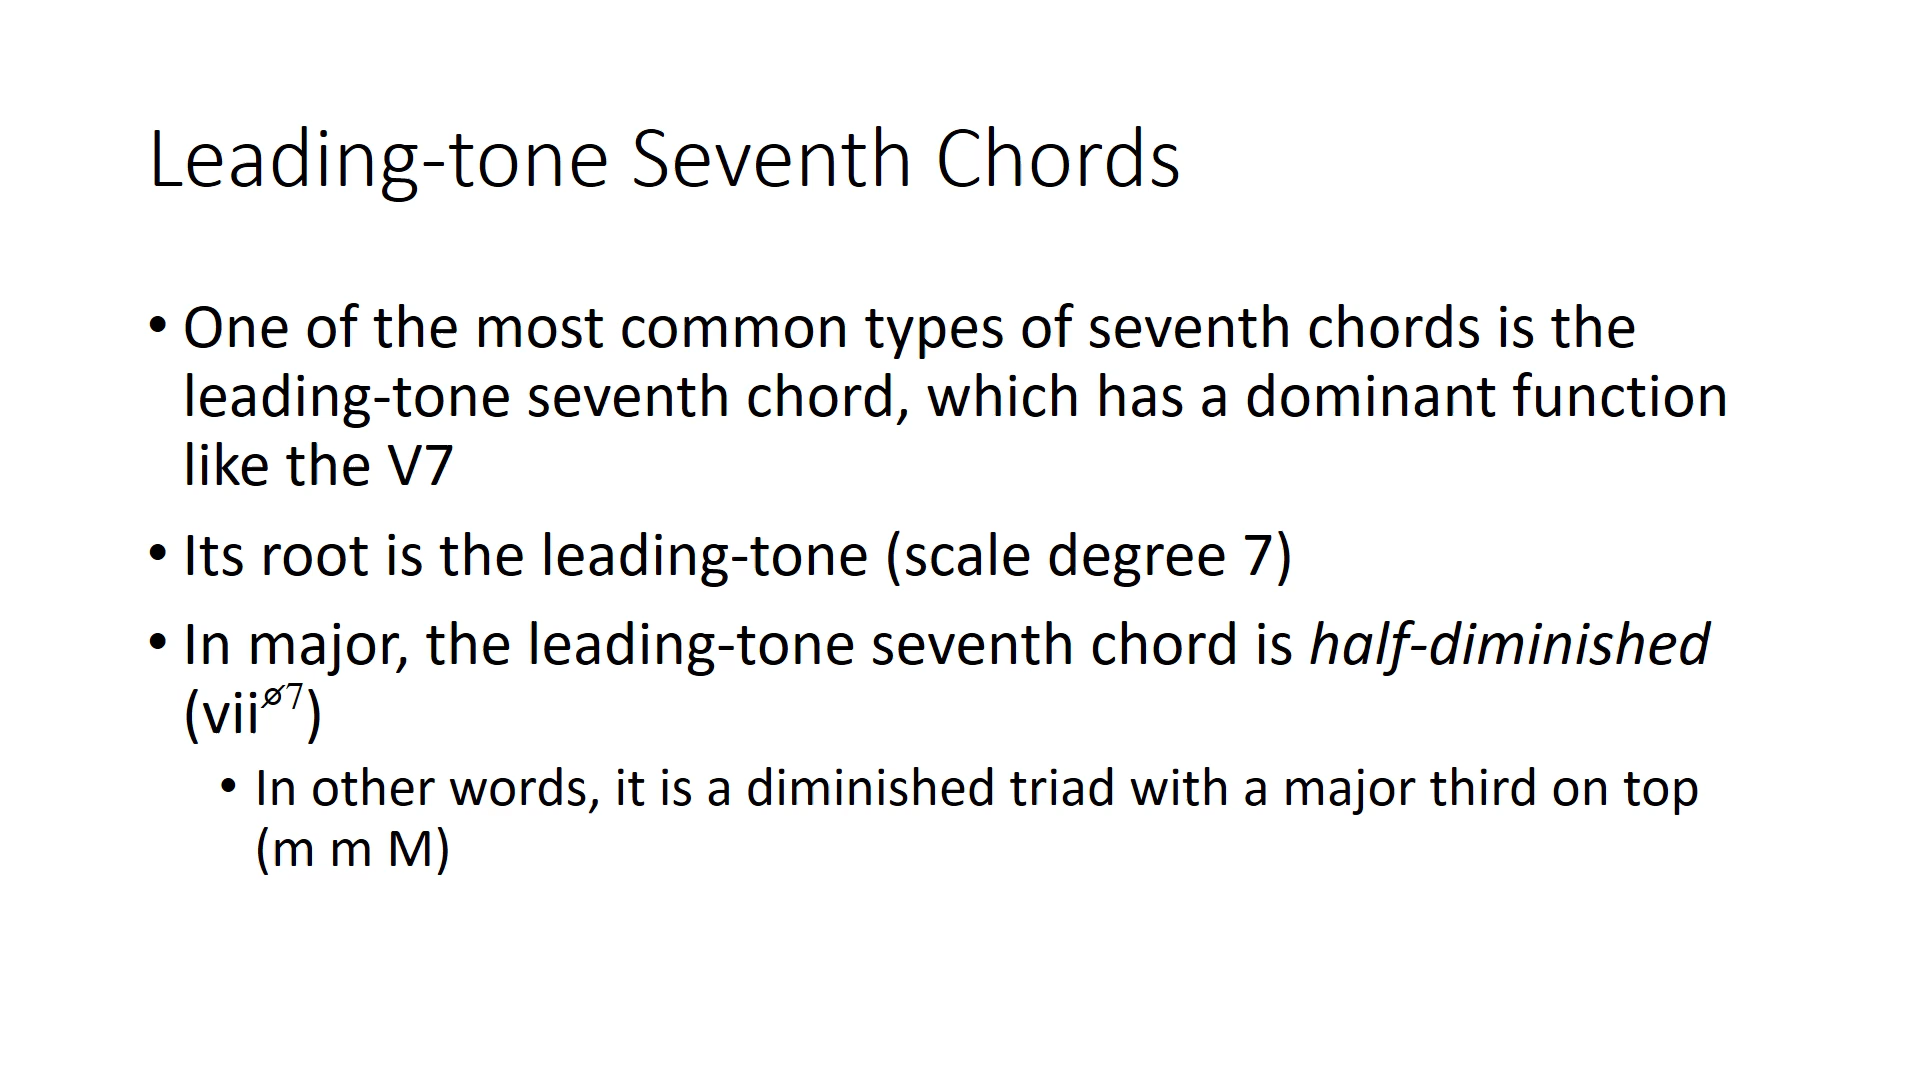 Leading-tone Seventh Chords
• One of the most common types of seventh chords is the
leading-tone seventh chord, which has a dominant function
like the V7
• Its root is the leading-tone (scale degree 7)
• In major, the leading-tone seventh chord is half-diminished
(vii⌀7)
• In other words, it is a diminished triad with a major third on top
(m m M)